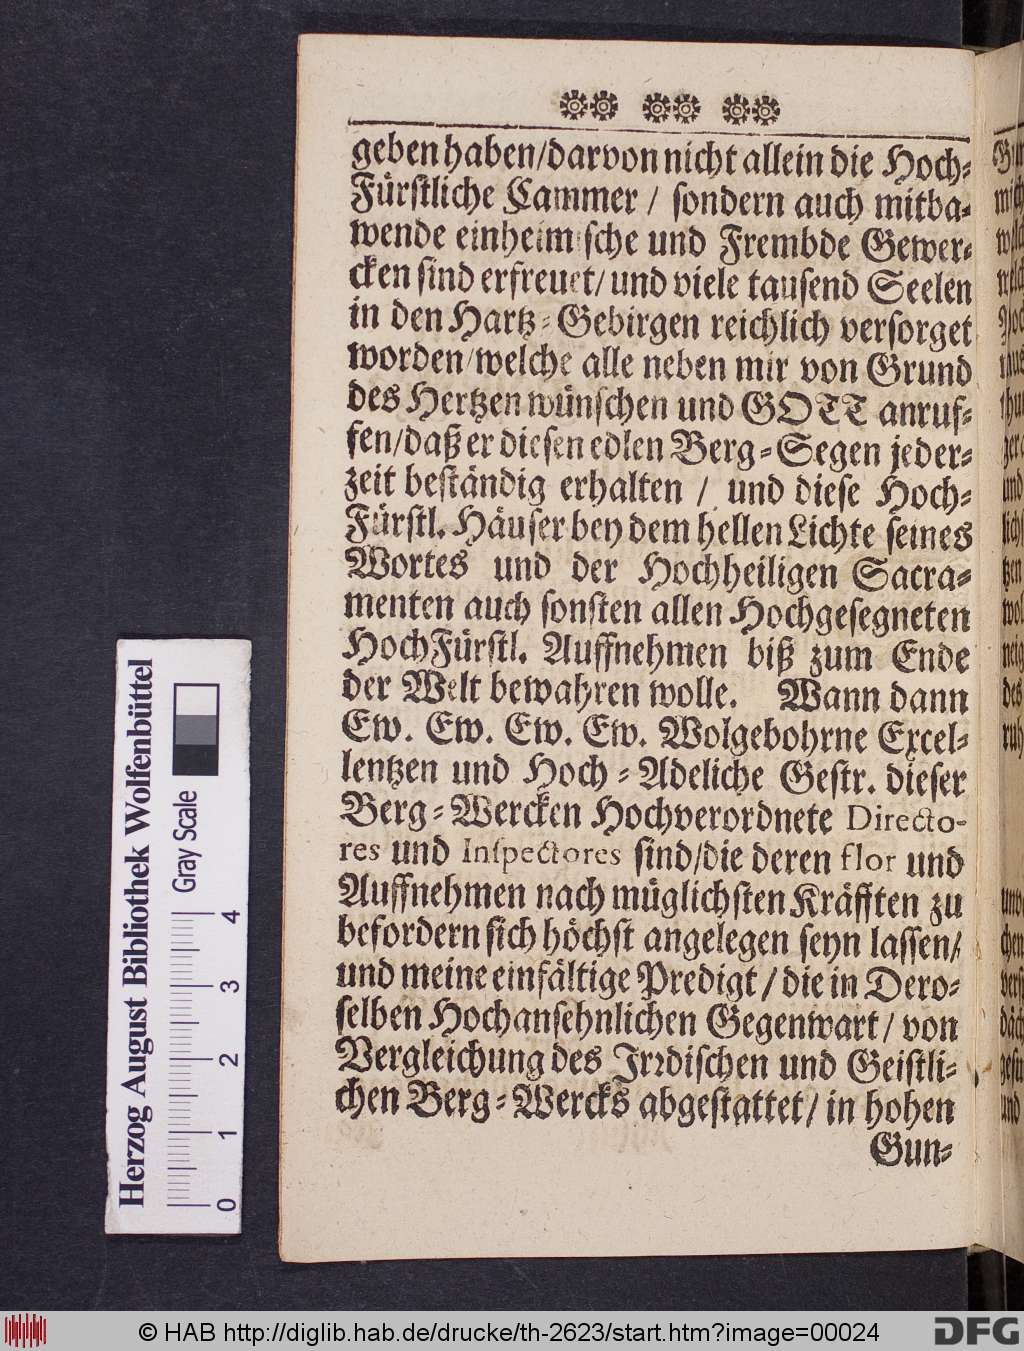 geben haben/darvon nicht allein die Hoch-
Fürstliche Cammer / sondern auch mitba-
wende einheimische und Frembde Gewer-
cken sind erfreuet/ und viele tausend Seelen
in den Hartz-Gebirgen reichlich versorget
worden/welche alle neben mir von Grund
des Hertzen wünschen und GOTT anruf-
fen/daß er diesen edlen Berg-Segen jeder-
zeit beständig erhalten / und diese Hoch-
Fürstl. Häuser bey dem hellen Lichte seines
Wortes und der Hochheiligen Sacra-
menten auch sonsten allen Hochgesegneten
HochFürstl. Auffnehmen biß zum Ende
der Welt bewahren wolle. Wann dann
Ew. Ew. Ew. Ew. Wolgebohrne Excel-
lentzen und Hoch-Adeliche Gestr. dieser
Berg-Wercken Hochverordnete Directo-
res und Inspectores sind/die deren flor und
Auffnehmen nach müglichsten Kräfften zu
befordern sich höchst angelegen seyn lassen/
und meine einfältige Predigt / die in Dero-
selben Hochansehnlichen Gegenwart / von
Vergleichung des Irrdischen und Geistli-
chen Berg-Wercks abgestattet/ in hohen
Gun-
Herzog August Bibliothek Wolfenbüttel
Gray Scale
0 1 2 3 4
© HAB http://diglib.hab.de/drucke/th-2623/start.htm?image=00024
DFG